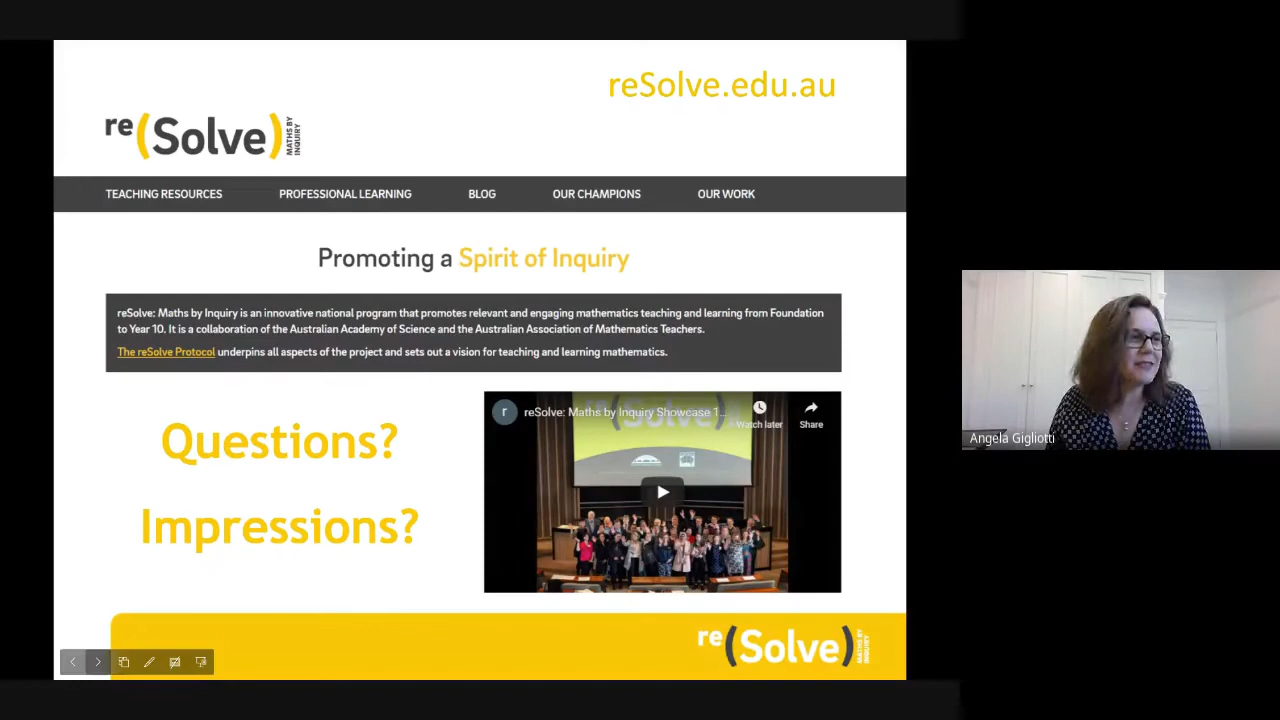 reSolve.edu.au
re(Solve) MATHS BY INQUIRY
TEACHING RESOURCES PROFESSIONAL LEARNING BLOG OUR CHAMPIONS OUR WORK
Promoting a Spirit of Inquiry
reSolve: Maths by Inquiry is an innovative national program that promotes relevant and engaging mathematics teaching and learning from Foundation
to Year 10. It is a collaboration of the Australian Academy of Science and the Australian Association of Mathematics Teachers.
The reSolve Protocol underpins all aspects of the project and sets out a vision for teaching and learning mathematics.
Questions?
Impressions?
r reSolve: Maths by Inquiry Showcase 1...
Watch later Share
(Solve)
Angela Gigliotti
re(Solve) MATHS BY INQUIRY